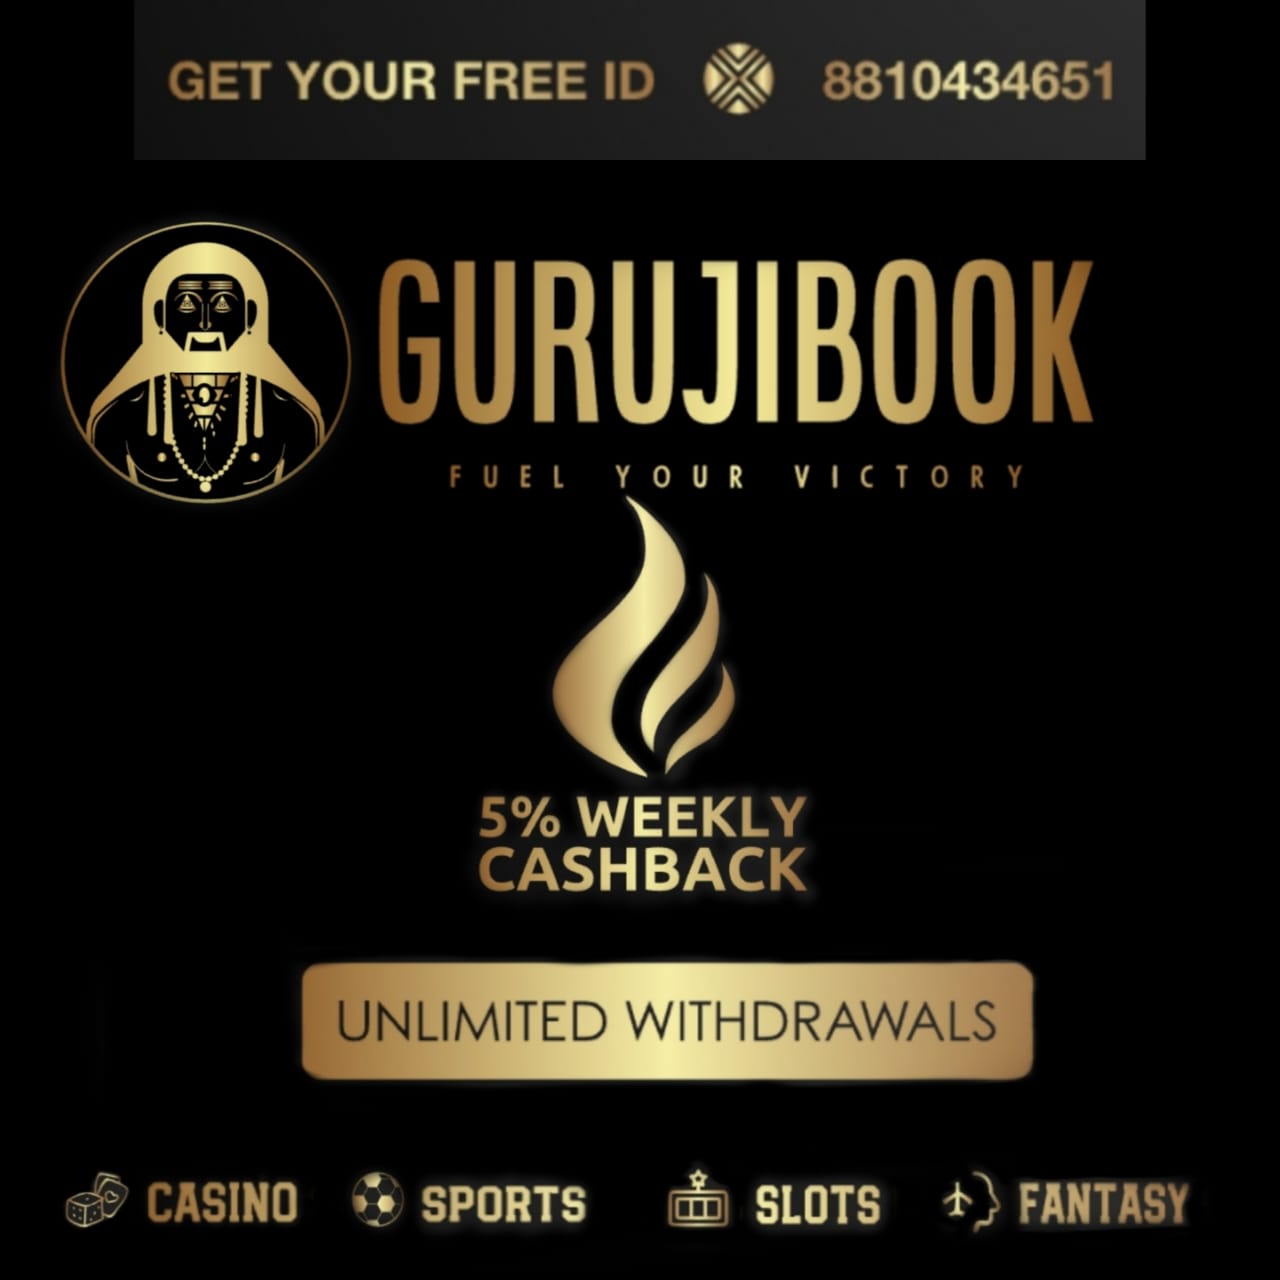 GET YOUR FREE ID 8810434651
GURUJIBOOK
FUEL YOUR VICTORY
5% WEEKLY
CASHBACK
UNLIMITED WITHDRAWALS
CASINO SPORTS SLOTS FANTASY